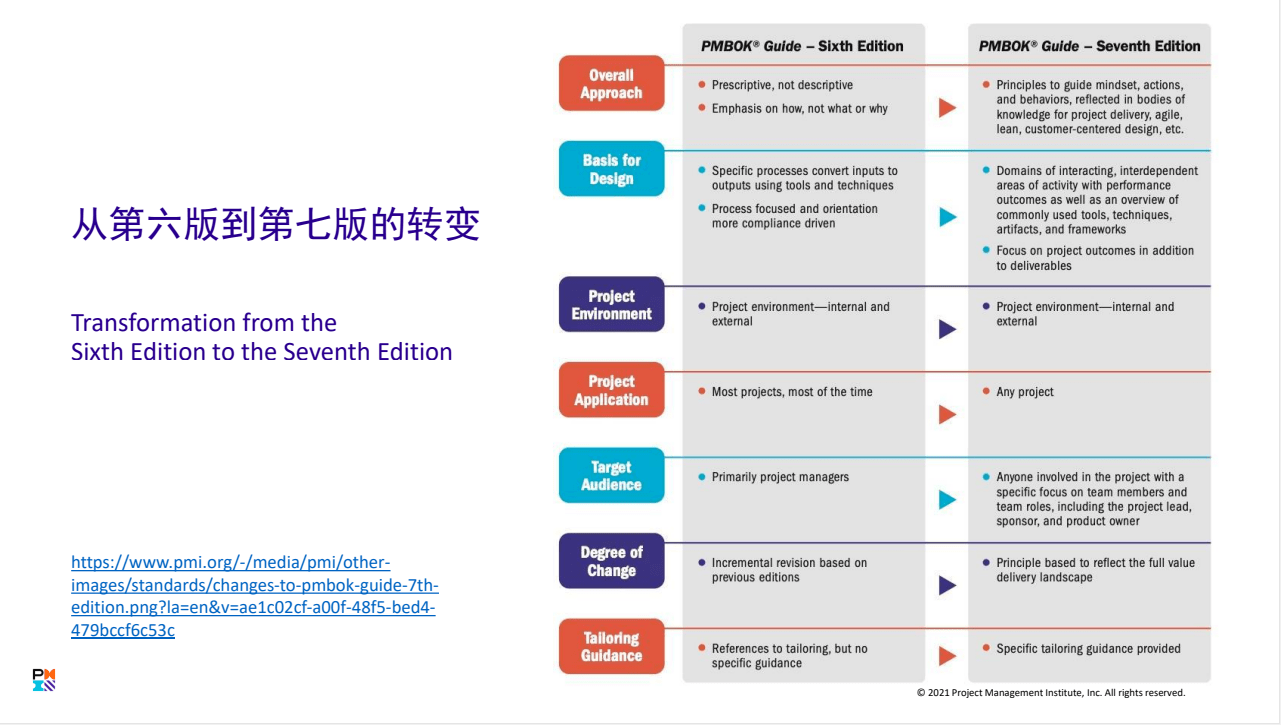 从第六版到第七版的转变
Transformation from the
Sixth Edition to the Seventh Edition
https://www.pmi.org/-/media/pmi/other-
images/standards/changes-to-pmbok-guide-7th-
edition.png?la=en&v=ae1c02cf-a00f-48f5-bed4-
479bccf6c53c
PMBOK® Guide – Sixth Edition
PMBOK® Guide – Seventh Edition
Overall
Approach
• Prescriptive, not descriptive
• Emphasis on how, not what or why
• Principles to guide mindset, actions,
and behaviors, reflected in bodies of
knowledge for project delivery, agile,
lean, customer-centered design, etc.
Basis for
Design
• Specific processes convert inputs to
outputs using tools and techniques
• Process focused and orientation
more compliance driven
• Domains of interacting, interdependent
areas of activity with performance
outcomes as well as an overview of
commonly used tools, techniques,
artifacts, and frameworks
• Focus on project outcomes in addition
to deliverables
Project
Environment
• Project environment—internal and
external
• Project environment—internal and
external
Project
Application
• Most projects, most of the time
• Any project
Target
Audience
• Primarily project managers
• Anyone involved in the project with a
specific focus on team members and
team roles, including the project lead,
sponsor, and product owner
Degree of
Change
• Incremental revision based on
previous editions
• Principle based to reflect the full value
delivery landscape
Tailoring
Guidance
• References to tailoring, but no
specific guidance
• Specific tailoring guidance provided
© 2021 Project Management Institute, Inc. All rights reserved.